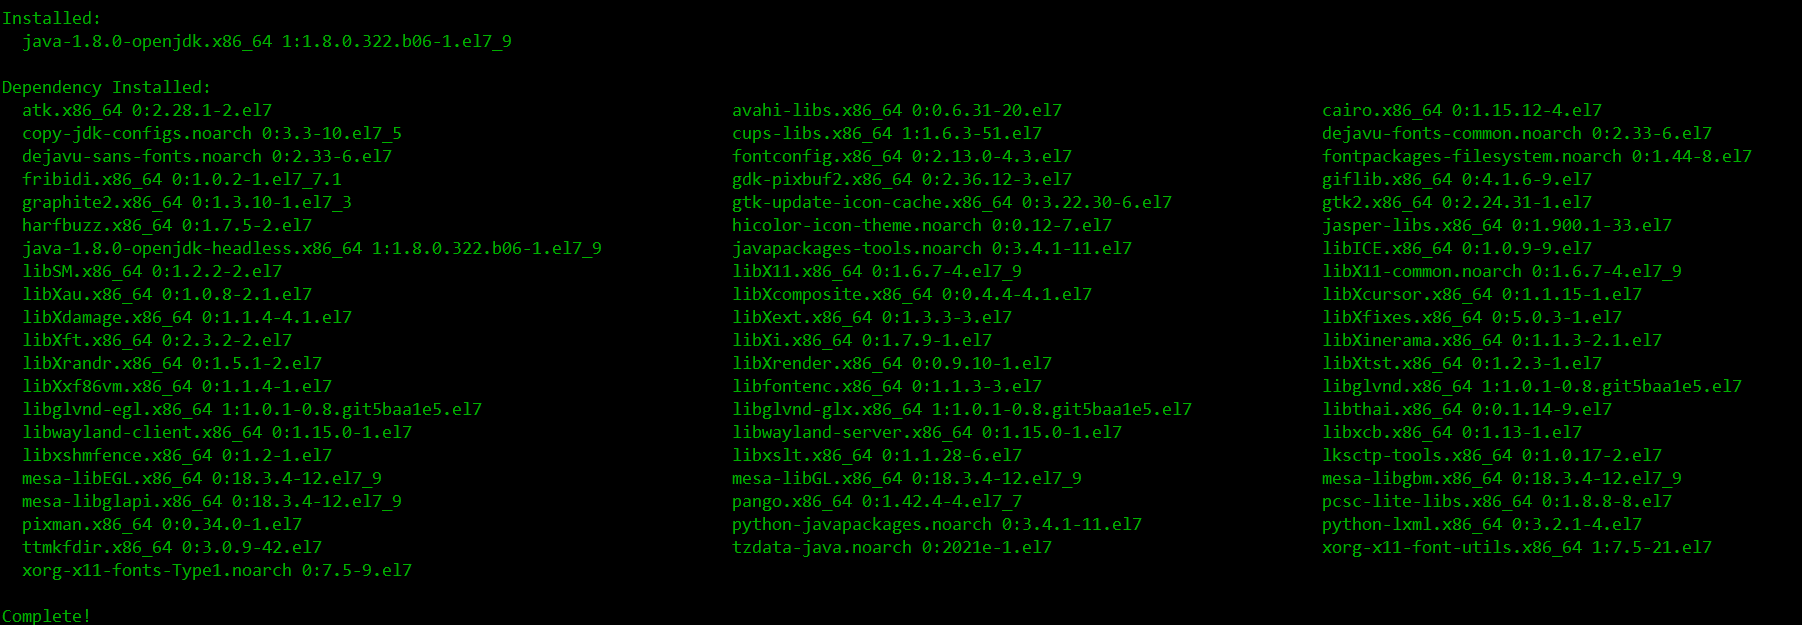 Installed:
java-1.8.0-openjdk.x86_64 1:1.8.0.322.b06-1.el7_9
Dependency Installed:
atk.x86_64 0:2.28.1-2.el7 avahi-libs.x86_64 0:0.6.31-20.el7 cairo.x86_64 0:1.15.12-4.el7
copy-jdk-configs.noarch 0:3.3-10.el7_5 cups-libs.x86_64 1:1.6.3-51.el7 dejavu-fonts-common.noarch 0:2.33-6.el7
dejavu-sans-fonts.noarch 0:2.33-6.el7 fontconfig.x86_64 0:2.13.0-4.3.el7 fontpackages-filesystem.noarch 0:1.44-8.el7
fribidi.x86_64 0:1.0.2-1.el7_7.1 gdk-pixbuf2.x86_64 0:2.36.12-3.el7 giflib.x86_64 0:4.1.6-9.el7
graphite2.x86_64 0:1.3.10-1.el7_3 gtk-update-icon-cache.x86_64 0:3.22.30-6.el7 gtk2.x86_64 0:2.24.31-1.el7
harfbuzz.x86_64 0:1.7.5-2.el7 hicolor-icon-theme.noarch 0:0.12-7.el7 jasper-libs.x86_64 0:1.900.1-33.el7
java-1.8.0-openjdk-headless.x86_64 1:1.8.0.322.b06-1.el7_9 javapackages-tools.noarch 0:3.4.1-11.el7 libICE.x86_64 0:1.0.9-9.el7
libSM.x86_64 0:1.2.2-2.el7 libX11.x86_64 0:1.6.7-4.el7_9 libX11-common.noarch 0:1.6.7-4.el7_9
libXau.x86_64 0:1.0.8-2.1.el7 libXcomposite.x86_64 0:0.4.4-4.1.el7 libXcursor.x86_64 0:1.1.15-1.el7
libXdamage.x86_64 0:1.1.4-4.1.el7 libXext.x86_64 0:1.3.3-3.el7 libXfixes.x86_64 0:5.0.3-1.el7
libXft.x86_64 0:2.3.2-2.el7 libXi.x86_64 0:1.7.9-1.el7 libXinerama.x86_64 0:1.1.3-2.1.el7
libXrandr.x86_64 0:1.5.1-2.el7 libXrender.x86_64 0:0.9.10-1.el7 libXtst.x86_64 0:1.2.3-1.el7
libXxf86vm.x86_64 0:1.1.4-1.el7 libfontenc.x86_64 0:1.1.3-3.el7 libglvnd.x86_64 1:1.0.1-0.8.git5baa1e5.el7
libglvnd-egl.x86_64 1:1.0.1-0.8.git5baa1e5.el7 libglvnd-glx.x86_64 1:1.0.1-0.8.git5baa1e5.el7 libthai.x86_64 0:0.1.14-9.el7
libwayland-client.x86_64 0:1.15.0-1.el7 libwayland-server.x86_64 0:1.15.0-1.el7 libxcb.x86_64 0:1.13-1.el7
libxshmfence.x86_64 0:1.2-1.el7 libxslt.x86_64 0:1.1.28-6.el7 lksctp-tools.x86_64 0:1.0.17-2.el7
mesa-libEGL.x86_64 0:18.3.4-12.el7_9 mesa-libGL.x86_64 0:18.3.4-12.el7_9 mesa-libgbm.x86_64 0:18.3.4-12.el7_9
mesa-libglapi.x86_64 0:18.3.4-12.el7_9 pango.x86_64 0:1.42.4-4.el7_7 pcsc-lite-libs.x86_64 0:1.8.8-8.el7
pixman.x86_64 0:0.34.0-1.el7 python-javapackages.noarch 0:3.4.1-11.el7 python-lxml.x86_64 0:3.2.1-4.el7
ttmkfdir.x86_64 0:3.0.9-42.el7 tzdata-java.noarch 0:2021e-1.el7 xorg-x11-font-utils.x86_64 1:7.5-21.el7
xorg-x11-fonts-Type1.noarch 0:7.5-9.el7
Complete!